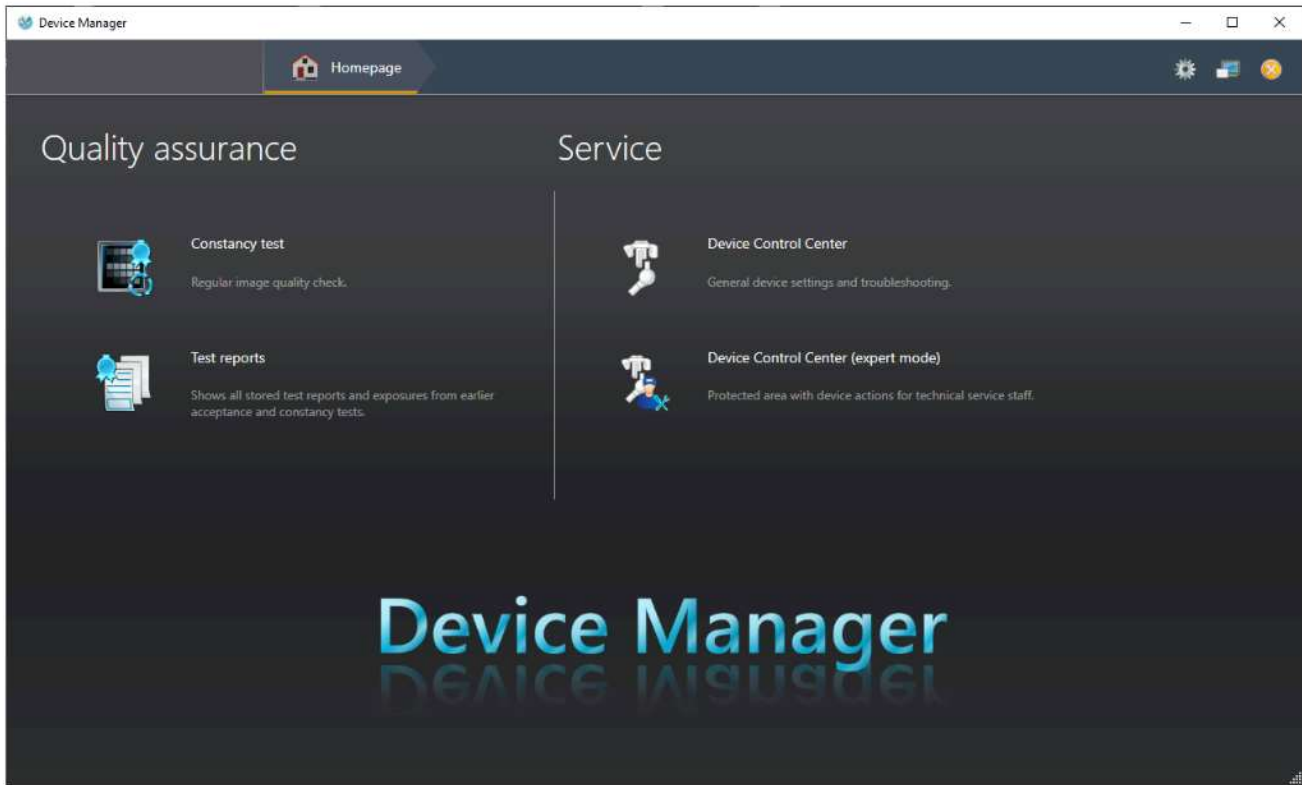 Device Manager
Homepage
Quality assurance
Constancy test
Regular image quality check.
Test reports
Shows all stored test reports and exposures from earlier
acceptance and constancy tests.
Service
Device Control Center
General device settings and troubleshooting.
Device Control Center (expert mode)
Protected area with device actions for technical service staff.
Device Manager